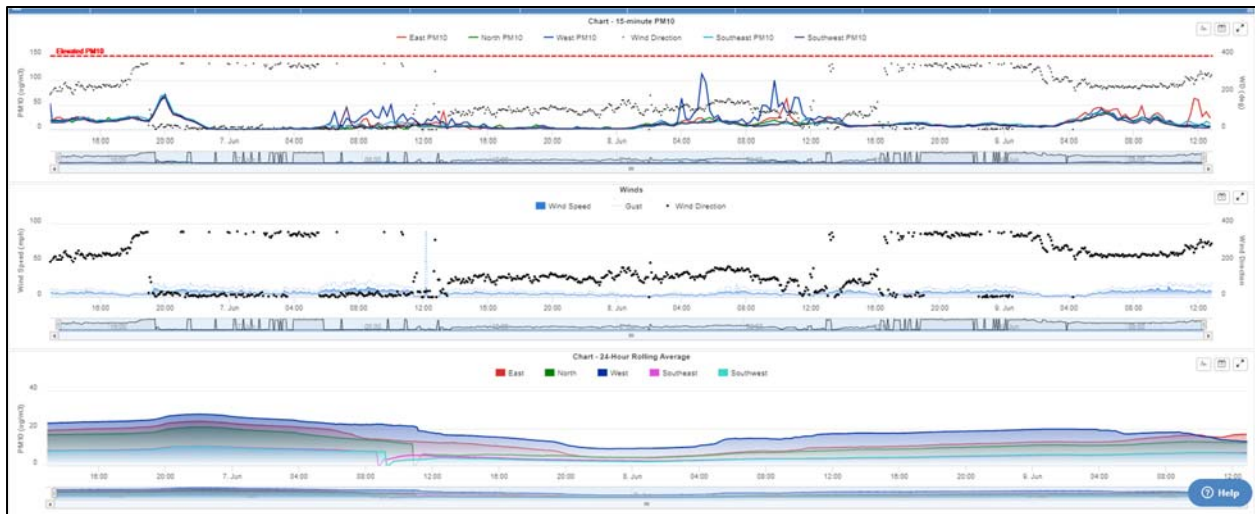 Chart - 15-minute PM10
East PM10 North PM10 West PM10 Wind Direction Southeast PM10 Southwest PM10
Elevated PM10
150
100
50
0
PM10 (ug/m3)
400
200
0
WD (deg)
16:00 20:00 7. Jun 04:00 08:00 12:00 16:00 20:00 8. Jun 04:00 08:00 12:00 16:00 20:00 9. Jun 04:00 08:00 12:00
Winds
Wind Speed Gust Wind Direction
100
50
0
Wind Speed (mph)
400
200
0
Wind Direction
16:00 20:00 7. Jun 04:00 08:00 12:00 16:00 20:00 8. Jun 04:00 08:00 12:00 16:00 20:00 9. Jun 04:00 08:00 12:00
Chart - 24-Hour Rolling Average
East North West Southeast Southwest
40
20
0
PM10 (ug/m3)
16:00 20:00 7. Jun 04:00 08:00 12:00 16:00 20:00 8. Jun 04:00 08:00 12:00 16:00 20:00 9. Jun 04:00 08:00 12:00
Help